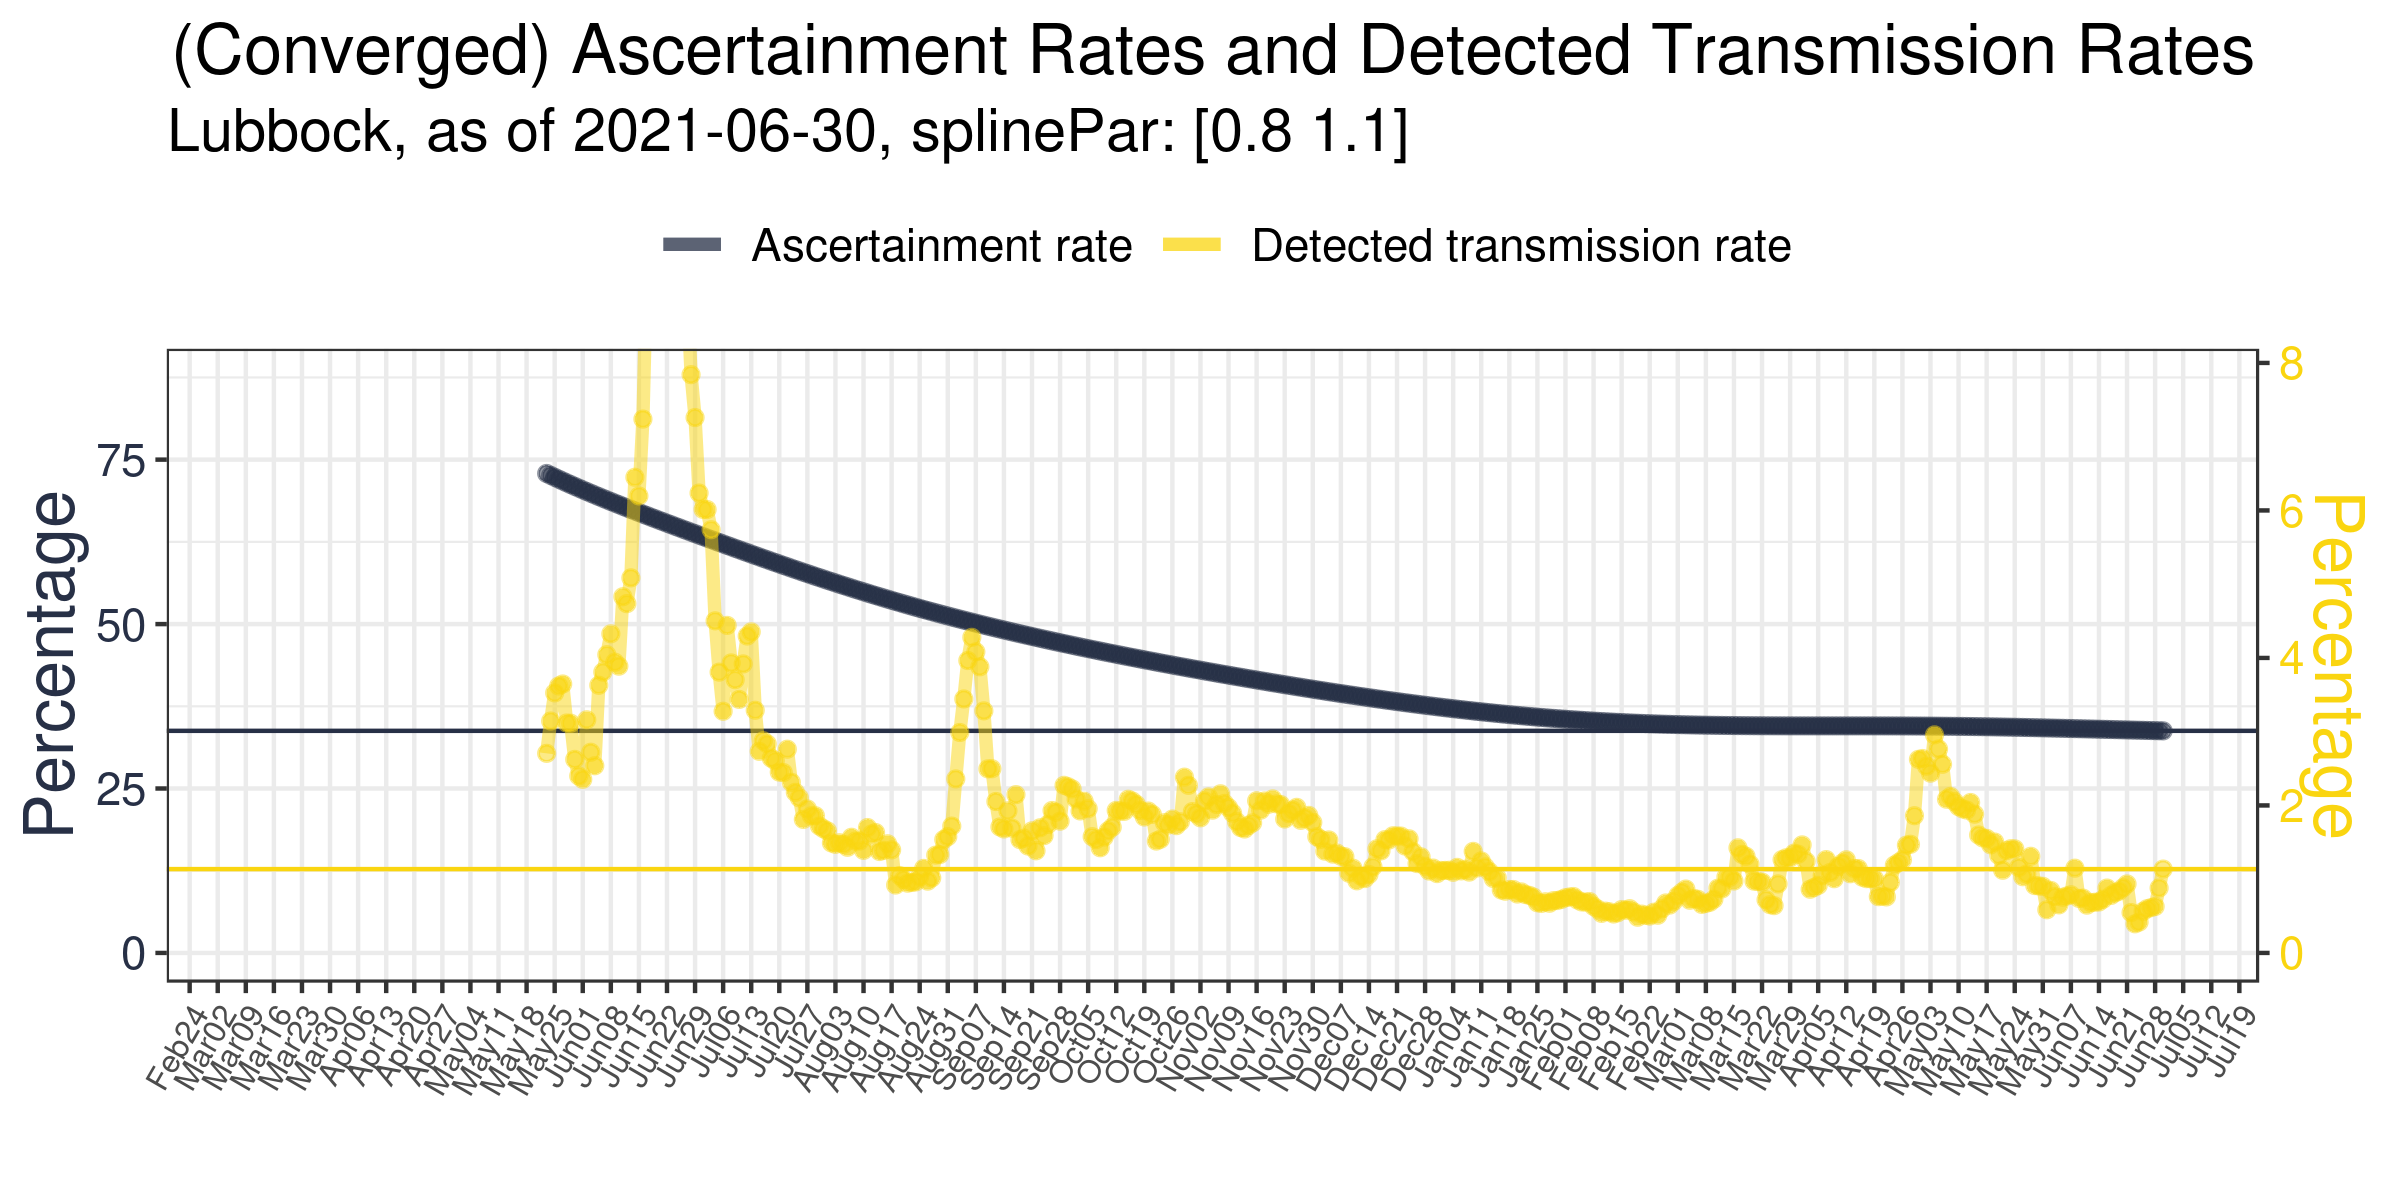 (Converged) Ascertainment Rates and Detected Transmission Rates
Lubbock, as of 2021-06-30, splinePar: [0.8 1.1]
Ascertainment rate
Detected transmission rate
Percentage
75
50
25
0
8
6
4
2
0
Percentage
Feb24
Mar02
Mar09
Mar16
Mar23
Mar30
Apr06
Apr13
Apr20
Apr27
May04
May11
May18
May25
Jun01
Jun08
Jun15
Jun22
Jun29
Jul06
Jul13
Jul20
Jul27
Aug03
Aug10
Aug17
Aug24
Aug31
Sep07
Sep14
Sep21
Sep28
Oct05
Oct12
Oct19
Oct26
Nov02
Nov09
Nov16
Nov23
Nov30
Dec07
Dec14
Dec21
Dec28
Jan04
Jan11
Jan18
Jan25
Feb01
Feb08
Feb15
Feb22
Mar01
Mar08
Mar15
Mar22
Mar29
Apr05
Apr12
Apr19
Apr26
May03
May10
May17
May24
May31
Jun07
Jun14
Jun21
Jun28
Jul05
Jul12
Jul19